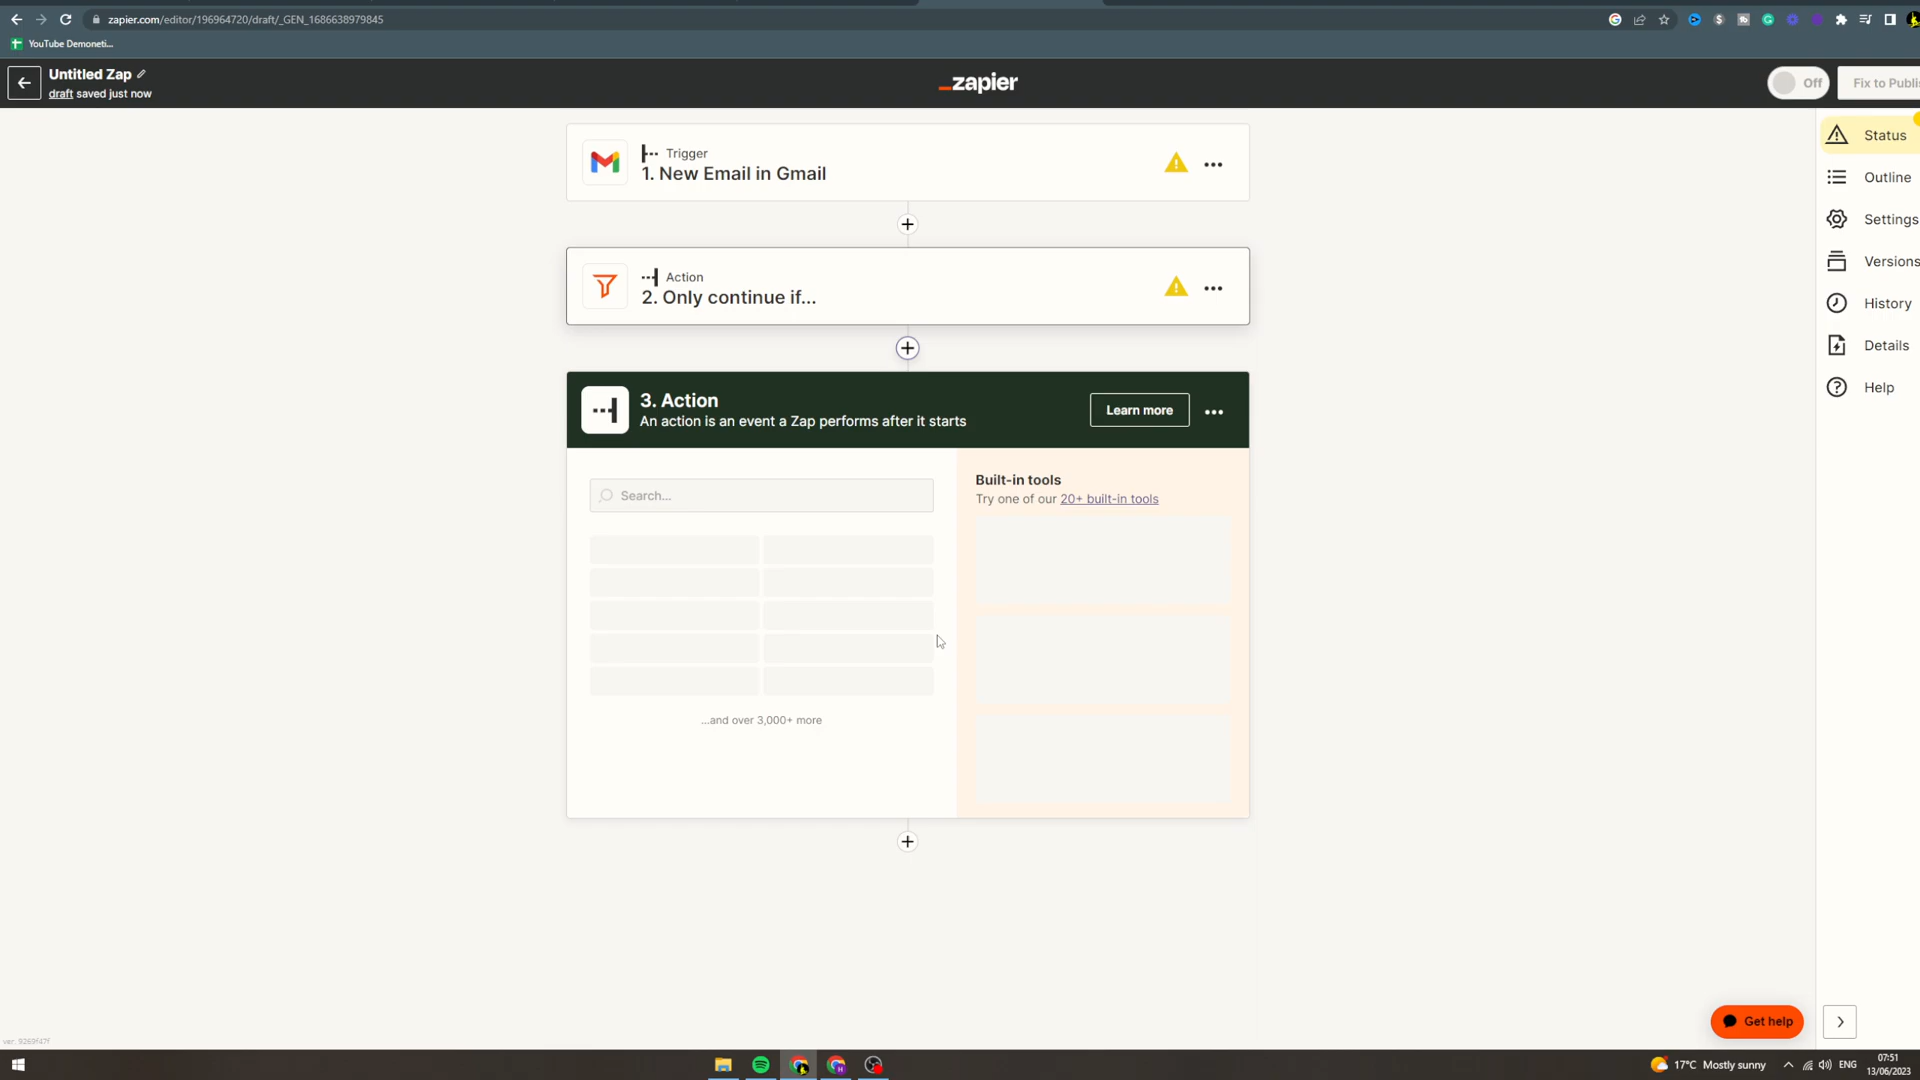 zapier.com/editor/196964720/draft/_GEN_1686638979845
YouTube Demoneti...
Untitled Zap
draft saved just now
zapier
Off
Fix to Publi
Trigger
1. New Email in Gmail
Action
2. Only continue if...
3. Action
An action is an event a Zap performs after it starts
Learn more
Search...
...and over 3,000+ more
Built-in tools
Try one of our 20+ built-in tools
Status
Outline
Settings
Versions
History
Details
Help
Get help
ver. 9269f47f
17°C Mostly sunny
ENG
07:51
13/06/2023